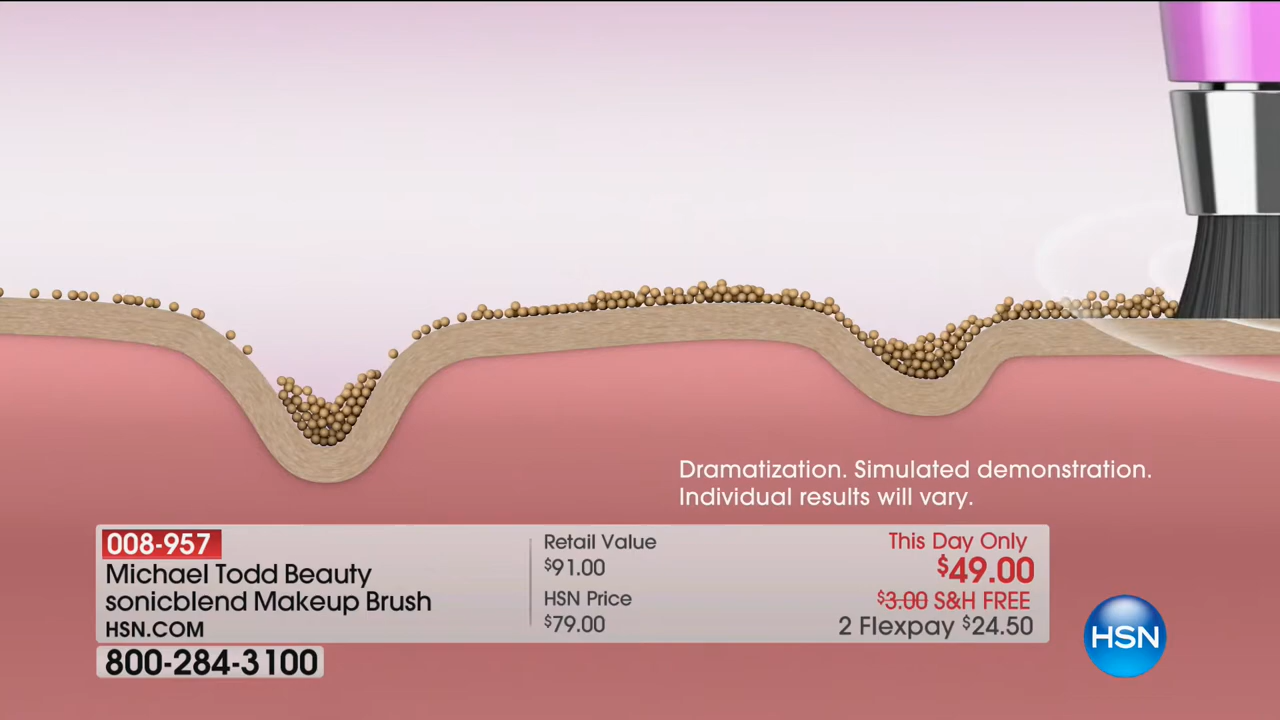 Dramatization. Simulated demonstration.
Individual results will vary.
008-957
Michael Todd Beauty
sonicblend Makeup Brush
HSN.COM
800-284-3100
Retail Value
$91.00
HSN Price
$79.00
This Day Only
$49.00
$3.00 S&H FREE
2 Flexpay $24.50
HSN